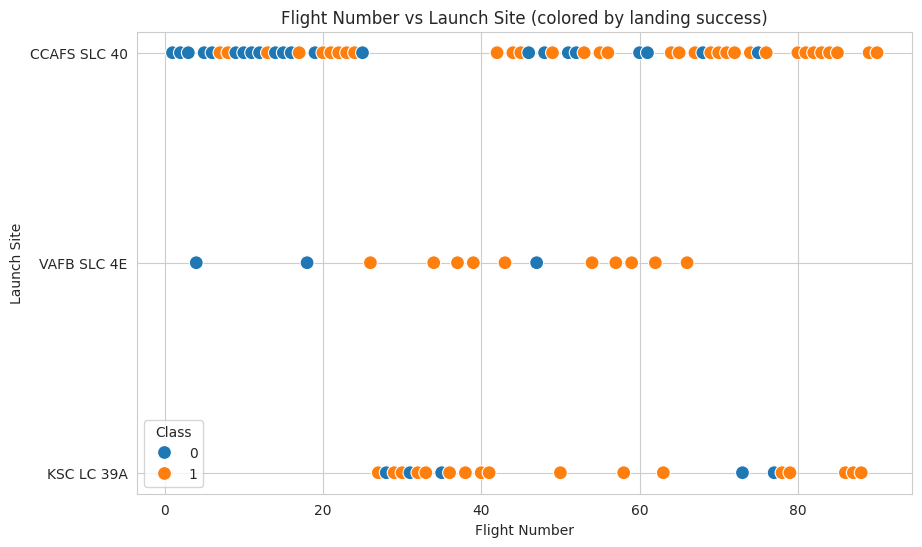 Flight Number vs Launch Site (colored by landing success)
CCAFS SLC 40
VAFB SLC 4E
KSC LC 39A
Launch Site
Class
0
1
0
20
40
60
80
Flight Number